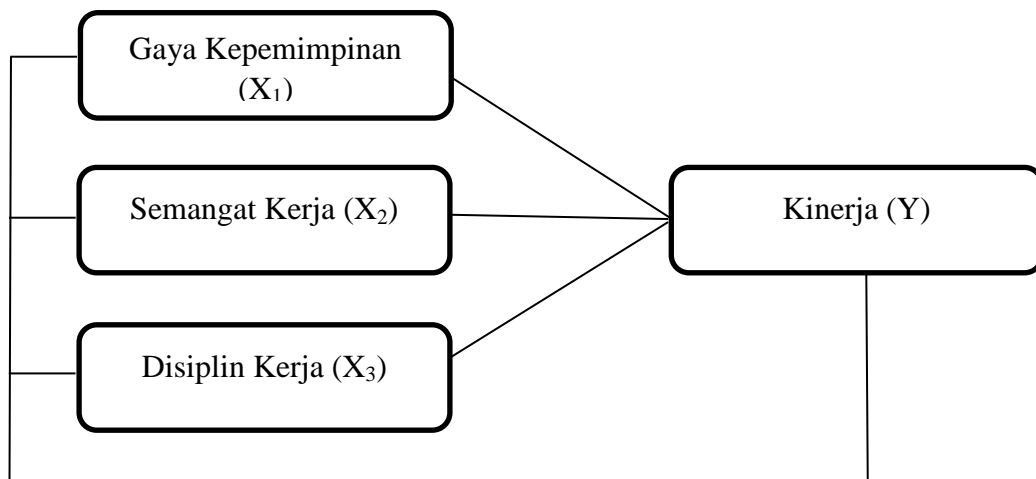 Gaya Kepemimpinan
(X₁)
Semangat Kerja (X₂)
Kinerja (Y)
Disiplin Kerja (X₃)